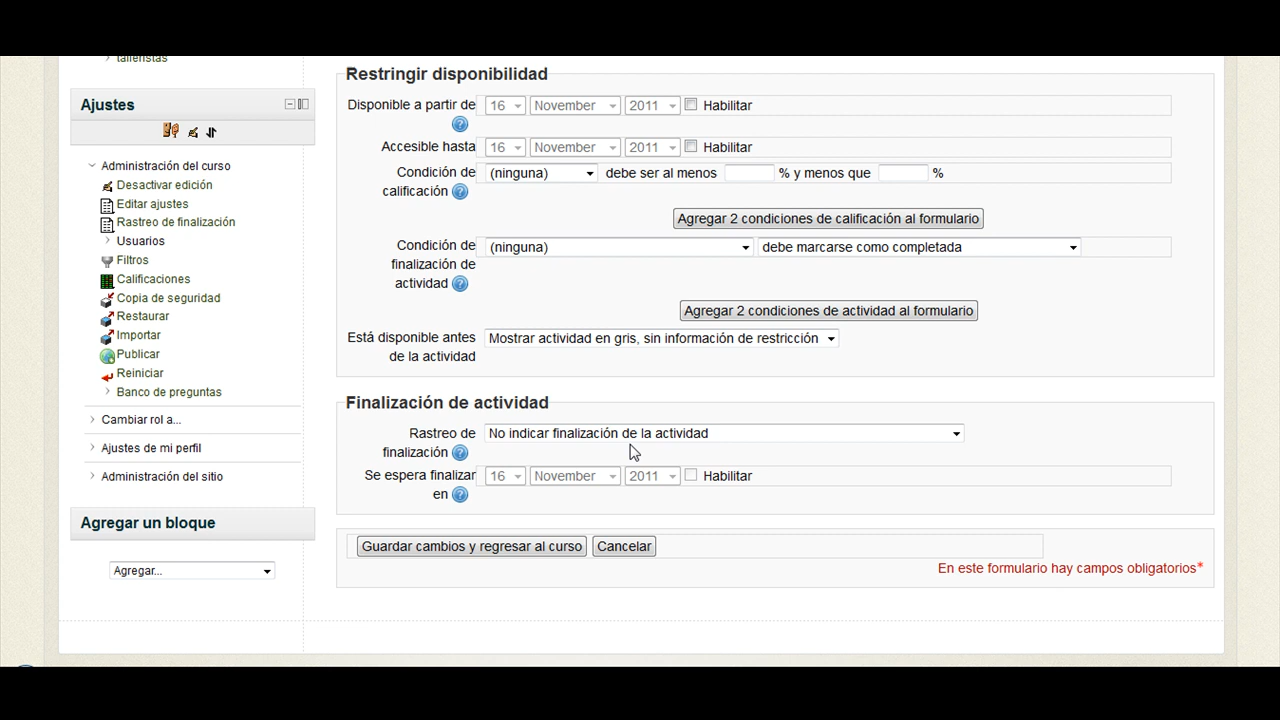 talleristas
Ajustes
Administración del curso
Desactivar edición
Editar ajustes
Rastreo de finalización
Usuarios
Filtros
Calificaciones
Copia de seguridad
Restaurar
Importar
Publicar
Reiniciar
Banco de preguntas
Cambiar rol a...
Ajustes de mi perfil
Administración del sitio
Agregar un bloque
Agregar...
Restringir disponibilidad
Disponible a partir de 16 November 2011 Habilitar
Accesible hasta 16 November 2011 Habilitar
Condición de (ninguna) debe ser al menos % y menos que %
calificación
Agregar 2 condiciones de calificación al formulario
Condición de (ninguna) debe marcarse como completada
finalización de
actividad
Agregar 2 condiciones de actividad al formulario
Está disponible antes Mostrar actividad en gris, sin información de restricción
de la actividad
Finalización de actividad
Rastreo de No indicar finalización de la actividad
finalización
Se espera finalizar 16 November 2011 Habilitar
en
Guardar cambios y regresar al curso Cancelar
En este formulario hay campos obligatorios*